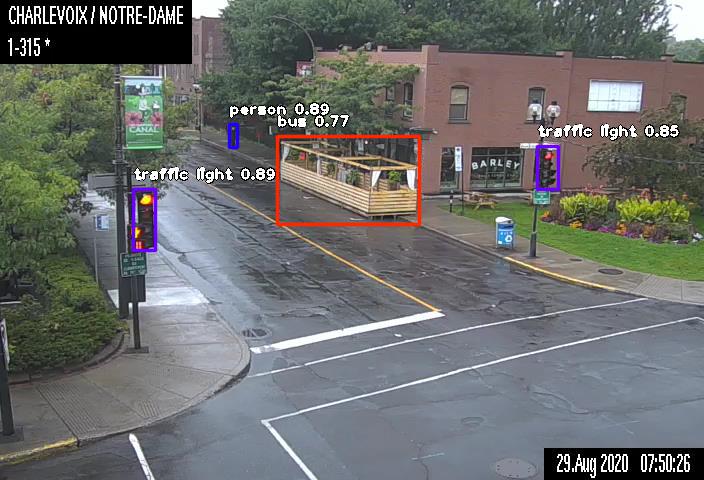 CHARLEVOIX / NOTRE-DAME
1-315 *
person 0.89
bus 0.77
traffic light 0.85
traffic light 0.89
CANAL
BARLEY
29.Aug 2020 07:50:26